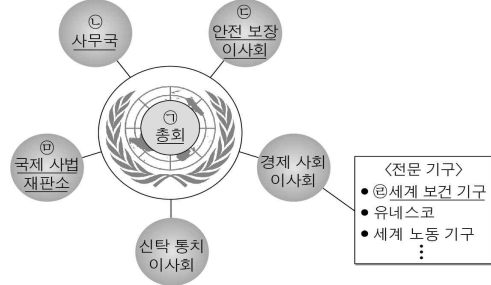 ㉡
사무국
㉢
안전 보장
이사회
㉠
총회
㉤
국제 사법
재판소
경제 사회
이사회
신탁 통치
이사회
<전문 기구>
● ㉣세계 보건 기구
● 유네스코
● 세계 노동 기구
⋮